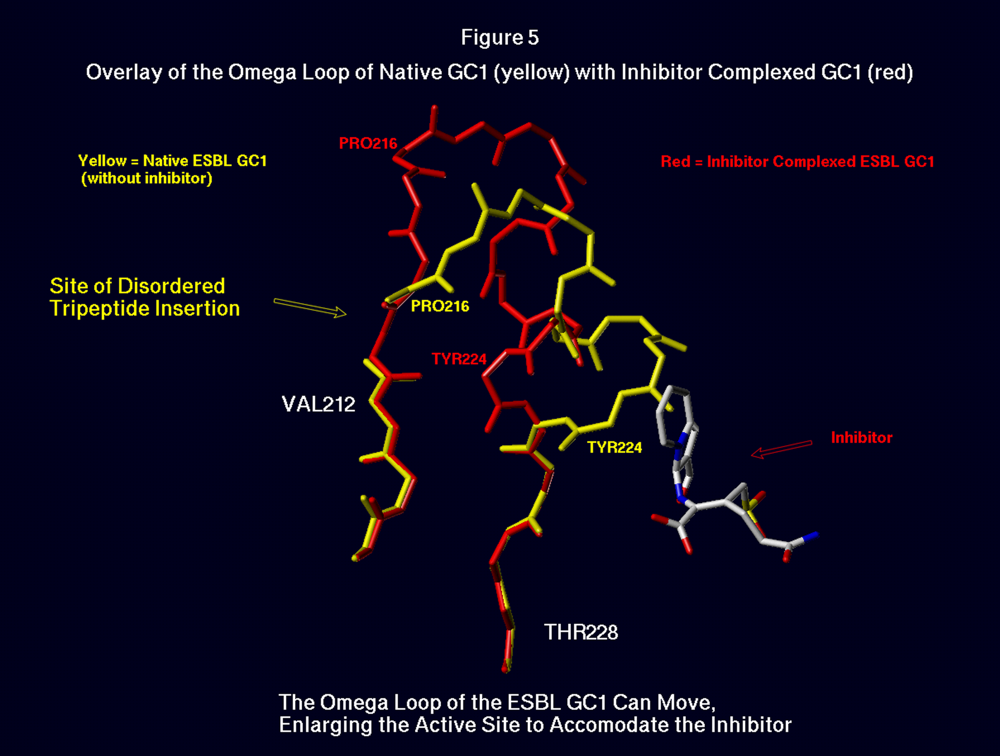 Figure 5
Overlay of the Omega Loop of Native GC1 (yellow) with Inhibitor Complexed GC1 (red)
PRO216
Yellow = Native ESBL GC1
(without inhibitor)
Red = Inhibitor Complexed ESBL GC1
Site of Disordered
Tripeptide Insertion
PRO216
TYR224
VAL212
TYR224
Inhibitor
THR228
The Omega Loop of the ESBL GC1 Can Move,
Enlarging the Active Site to Accomodate the Inhibitor